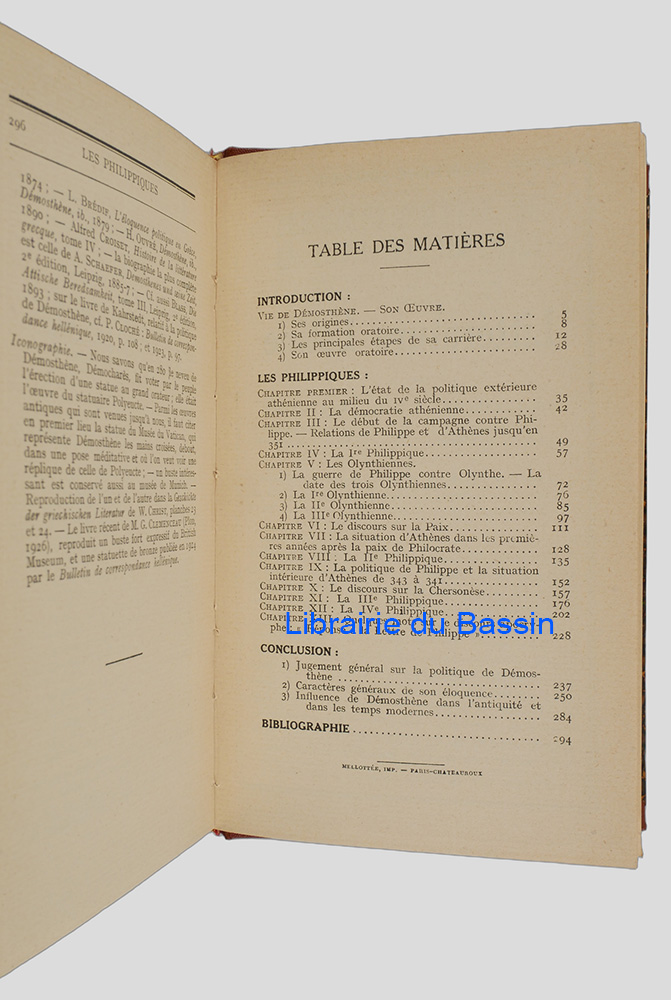 296
LES PHILIPPIQUES
1874 ; — L. BRÉDIF, L'éloquence politique en Grèce,
Démosthène, ib., 1879 ; — H. OUVRÉ, Démosthène, ib.,
1890 ; — Alfred CROISET, Histoire de la littérature
grecque, tome IV ; — la biographie la plus complète
est celle de A. SCHAEFER, Demosthenes und seine Zeit,
2e édition, Leipzig, 1885-7 ; — Cf. aussi BLASS, Die
Attische Beredsamkeit, tome III, Leipzig, 2e édition,
1893 ; sur le livre de Kahrstedt, relatif à la politique
de Démosthène, cf. P. CLOCHÉ : Bulletin de correspon-
dance hellénique, 1920, p. 108 ; et 1923, p. 97.
Iconographie. — Nous savons qu'en 280 le neveu de
Démosthène, Démocharès, fit voter par le peuple
l'érection d'une statue au grand orateur ; elle était
l'œuvre du statuaire Polyeucte. — Parmi les œuvres
antiques qui sont venues jusqu'à nous, il faut citer
en premier lieu la statue du Musée du Vatican, qui
représente Démosthène les mains croisées, debout,
dans une pose méditative et où l'on veut voir une
réplique de celle de Polyeucte ; — un buste intéres-
sant est conservé aussi au musée de Munich. —
Reproduction de l'un et de l'autre dans la Geschichte
der griechischen Literatur de W. CHRIST, planches 23
et 24. — Le livre récent de M. G. CLEMENCEAU (Plon,
1926), reproduit un buste fort expressif du British
Museum, et une statuette de bronze publiée en 1924
par le Bulletin de correspondance hellénique.
TABLE DES MATIÈRES
INTRODUCTION :
VIE DE DÉMOSTHÈNE. — SON ŒUVRE.
1) Ses origines 5
2) Sa formation oratoire 8
3) Les principales étapes de sa carrière 12
4) Son œuvre oratoire 28
LES PHILIPPIQUES :
CHAPITRE PREMIER : L'état de la politique extérieure
athénienne au milieu du IVe siècle 35
CHAPITRE II : La démocratie athénienne 42
CHAPITRE III : Le début de la campagne contre Phi-
lippe. — Relations de Philippe et d'Athènes jusqu'en
351 49
CHAPITRE IV : La Ire Philippique 57
CHAPITRE V : Les Olynthiennes.
1) La guerre de Philippe contre Olynthe. — La
date des trois Olynthiennes 72
2) La Ire Olynthienne 76
3) La IIe Olynthienne 85
4) La IIIe Olynthienne 97
CHAPITRE VI : Le discours sur la Paix 111
CHAPITRE VII : La situation d'Athènes dans les premiè-
res années après la paix de Philocrate 128
CHAPITRE VIII : La IIe Philippique 135
CHAPITRE IX : La politique de Philippe et la situation
intérieure d'Athènes de 343 à 341 152
CHAPITRE X : Le discours sur la Chersonèse 157
CHAPITRE XI : La IIIe Philippique 176
CHAPITRE XII : La IVe Philippique 202
CHAPITRE XIII
Librairie du Bassin
phe : « Réponse à la Lettre de Philippe » 228
CONCLUSION :
1) Jugement général sur la politique de Démos-
thène 237
2) Caractères généraux de son éloquence 250
3) Influence de Démosthène dans l'antiquité et
dans les temps modernes 284
BIBLIOGRAPHIE 294
MELLOTTÉE, IMP. — PARIS-CHATEAUROUX